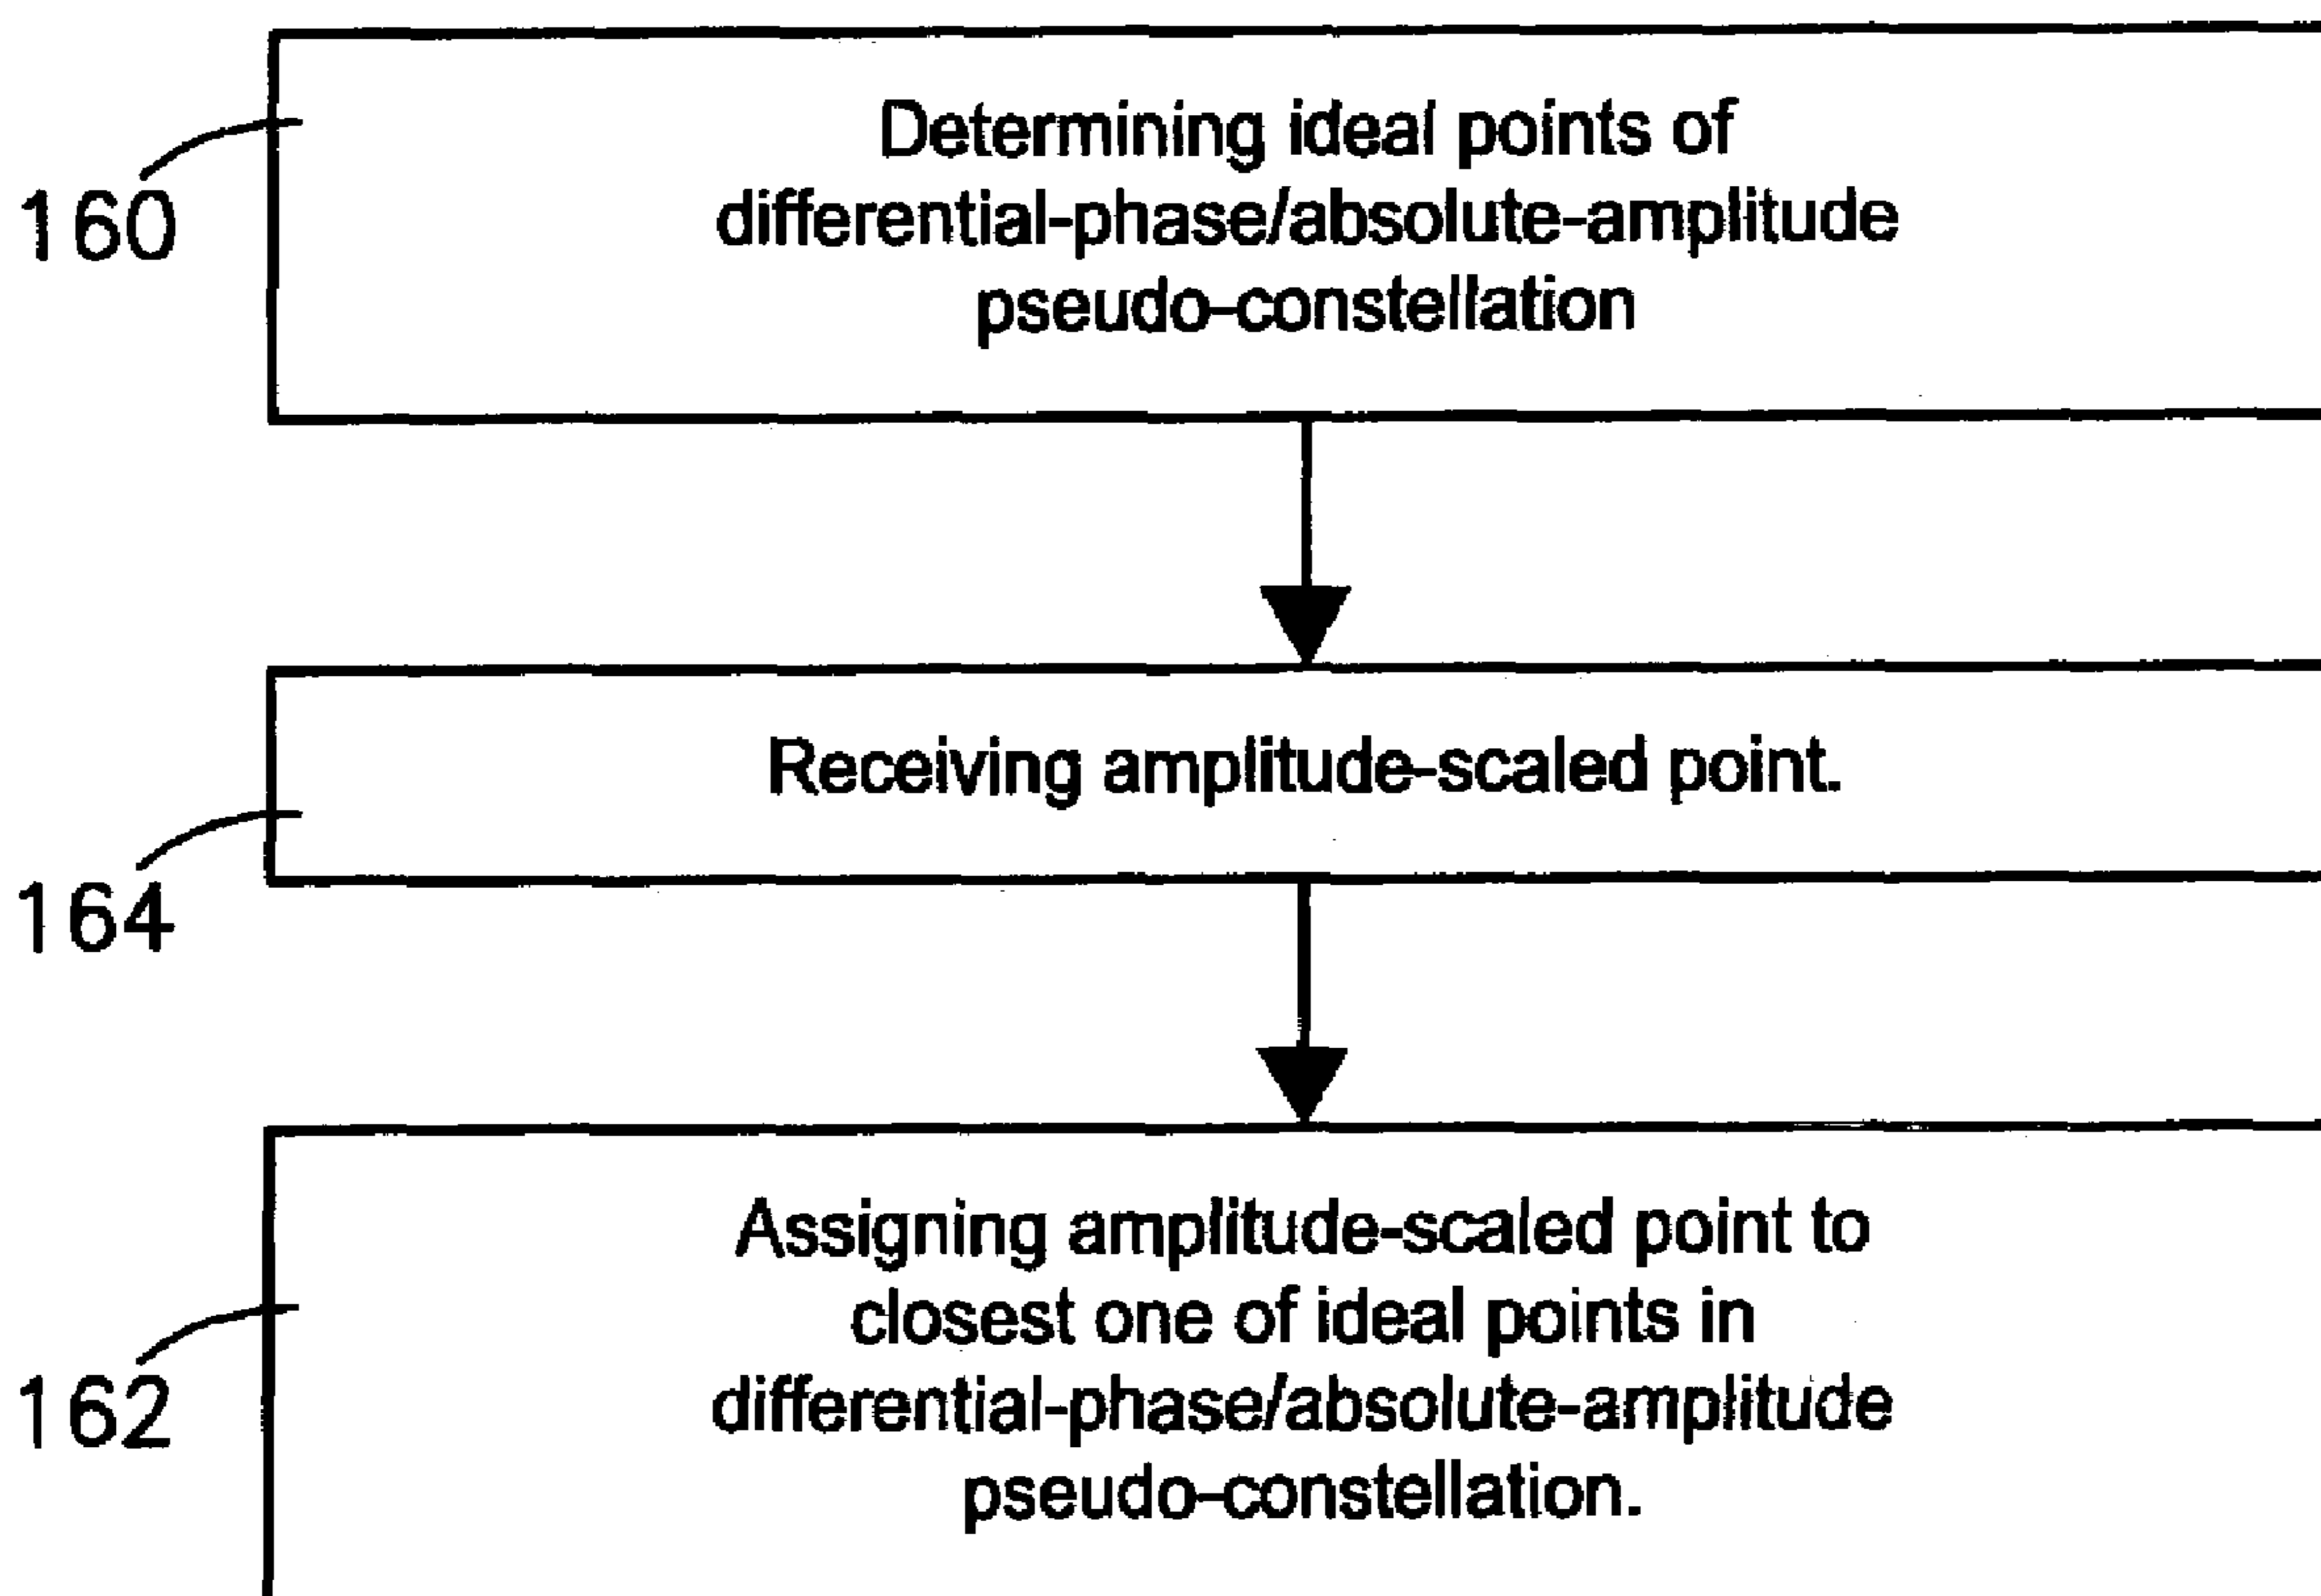 Determining ideal points of
differential-phase/absolute-amplitude
pseudo-constellation
160
Receiving amplitude-scaled point.
164
Assigning amplitude-scaled point to
closest one of ideal points in
differential-phase/absolute-amplitude
pseudo-constellation.
162